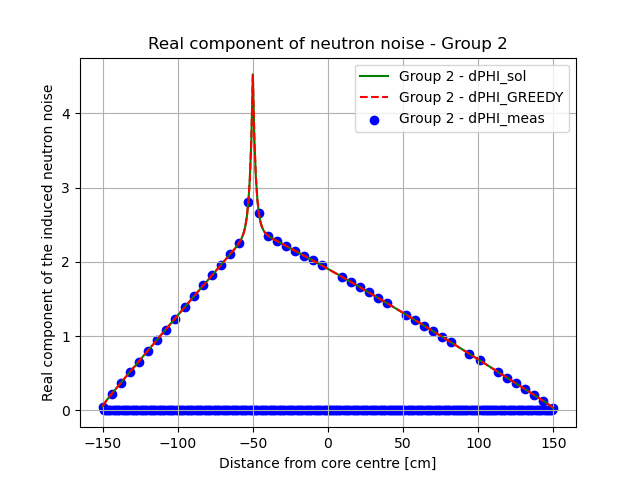 Real component of neutron noise - Group 2
Group 2 - dPHI_sol
Group 2 - dPHI_GREEDY
Group 2 - dPHI_meas
Real component of the induced neutron noise
4
3
2
1
0
−150
−100
−50
0
50
100
150
Distance from core centre [cm]